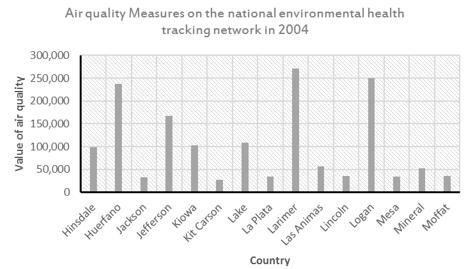 Air quality Measures on the national environmental health
tracking network in 2004
Value of air quality
300,000
250,000
200,000
150,000
100,000
50,000
0
Hinsdale
Huerfano
Jackson
Jefferson
Kiowa
Kit Carson
Lake
La Plata
Larimer
Las Animas
Lincoln
Logan
Mesa
Mineral
Moffat
Country